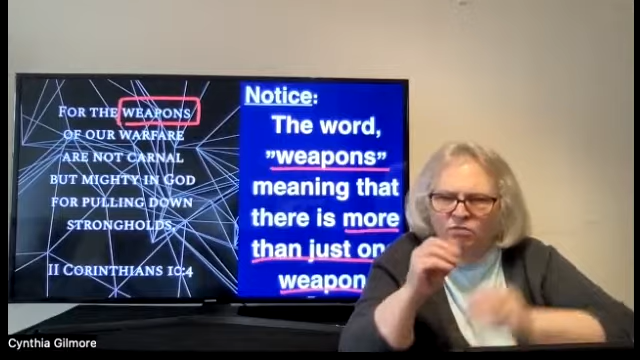 FOR THE WEAPONS
OF OUR WARFARE
ARE NOT CARNAL
BUT MIGHTY IN GOD
FOR PULLING DOWN
STRONGHOLDS.
II CORINTHIANS 10:4
Notice:
The word,
"weapons"
meaning that
there is more
than just
weapon
Cynthia Gilmore